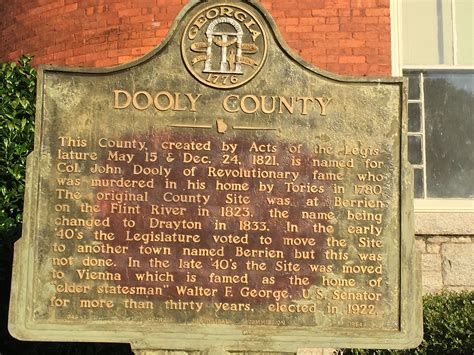 GEORGIA
1776
DOOLY COUNTY
This County, created by Acts of the Legis-
lature May 15 & Dec. 24, 1821, is named for
Col. John Dooly of Revolutionary fame who
was murdered in his home by Tories in 1780.
The original County Site was at Berrien
on the Flint River in 1823, the name being
changed to Drayton in 1833. In the early
40's the Legislature voted to move the Site
to another town named Berrien but this was
not done. In the late 40's the Site was moved
to Vienna which is famed as the home of
"elder statesman" Walter F. George, U.S. Senator
for more than thirty years, elected in 1922.
COMMISSION